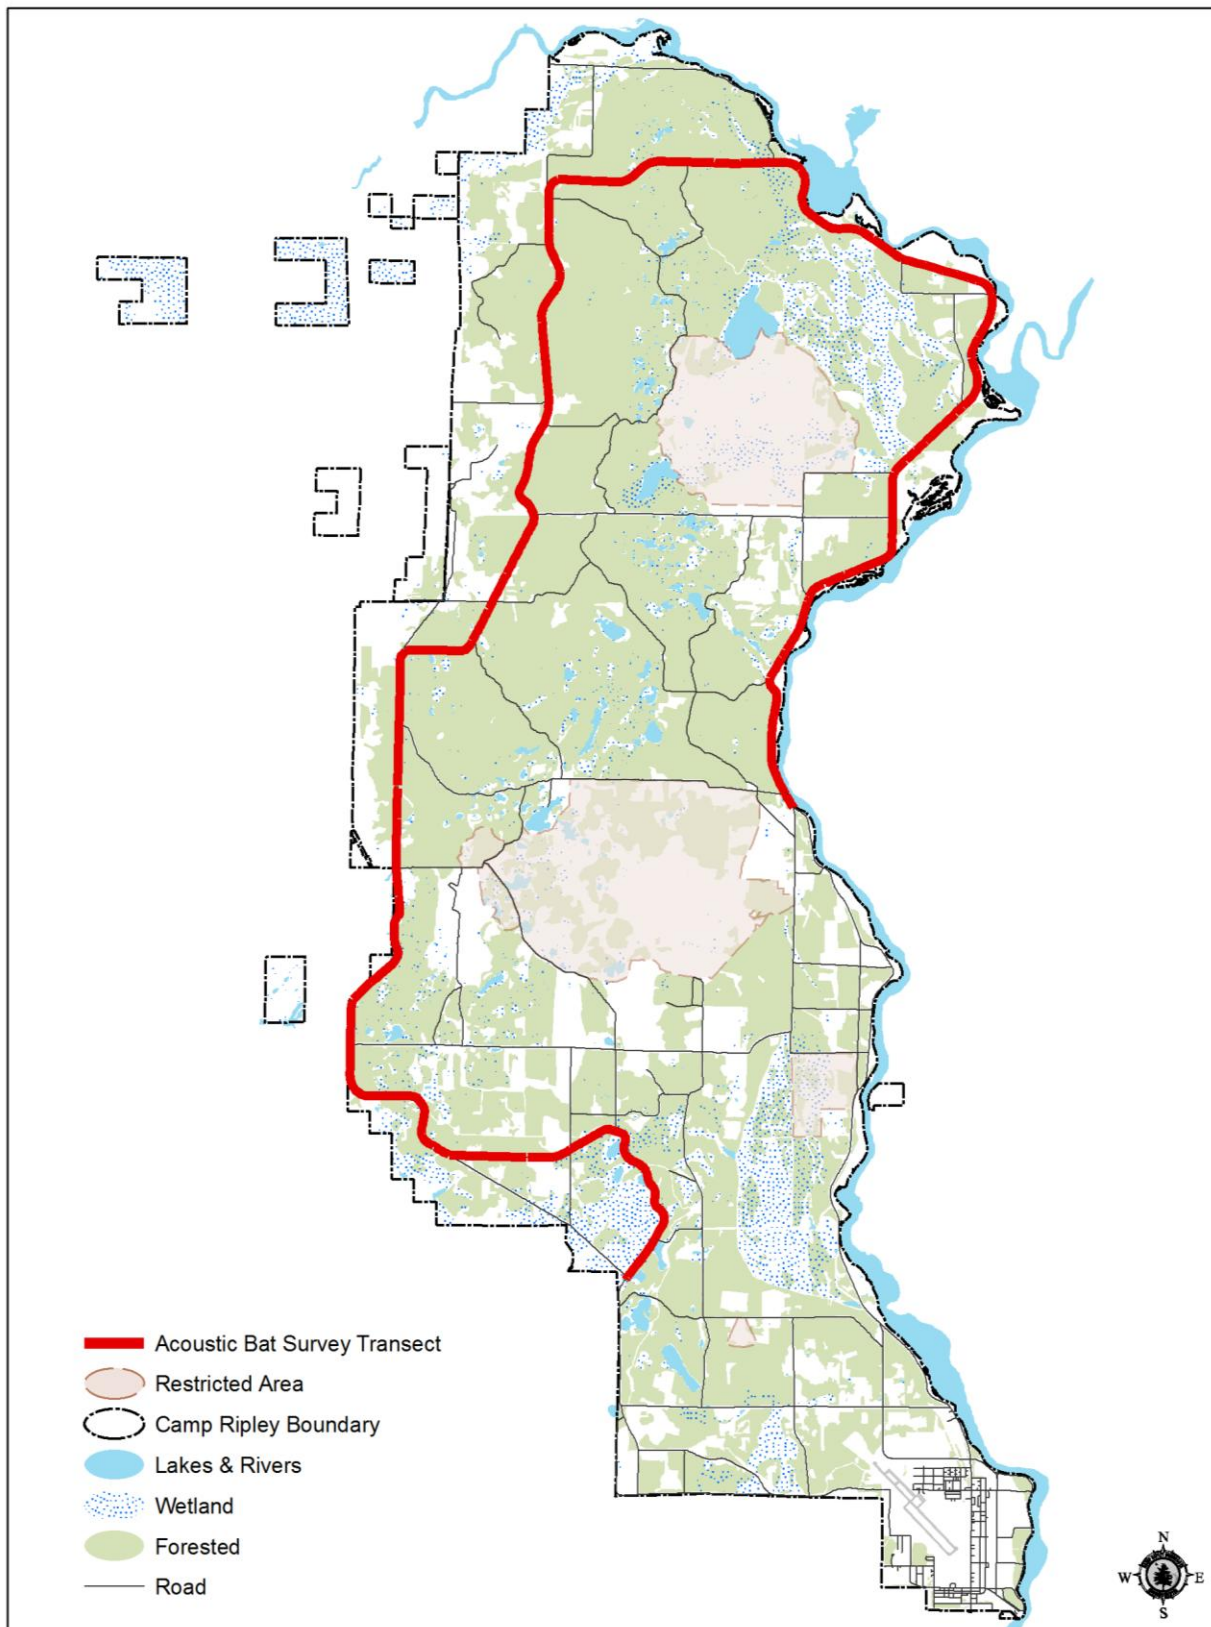 Acoustic Bat Survey Transect
Restricted Area
Camp Ripley Boundary
Lakes & Rivers
Wetland
Forested
Road
N
W E
S